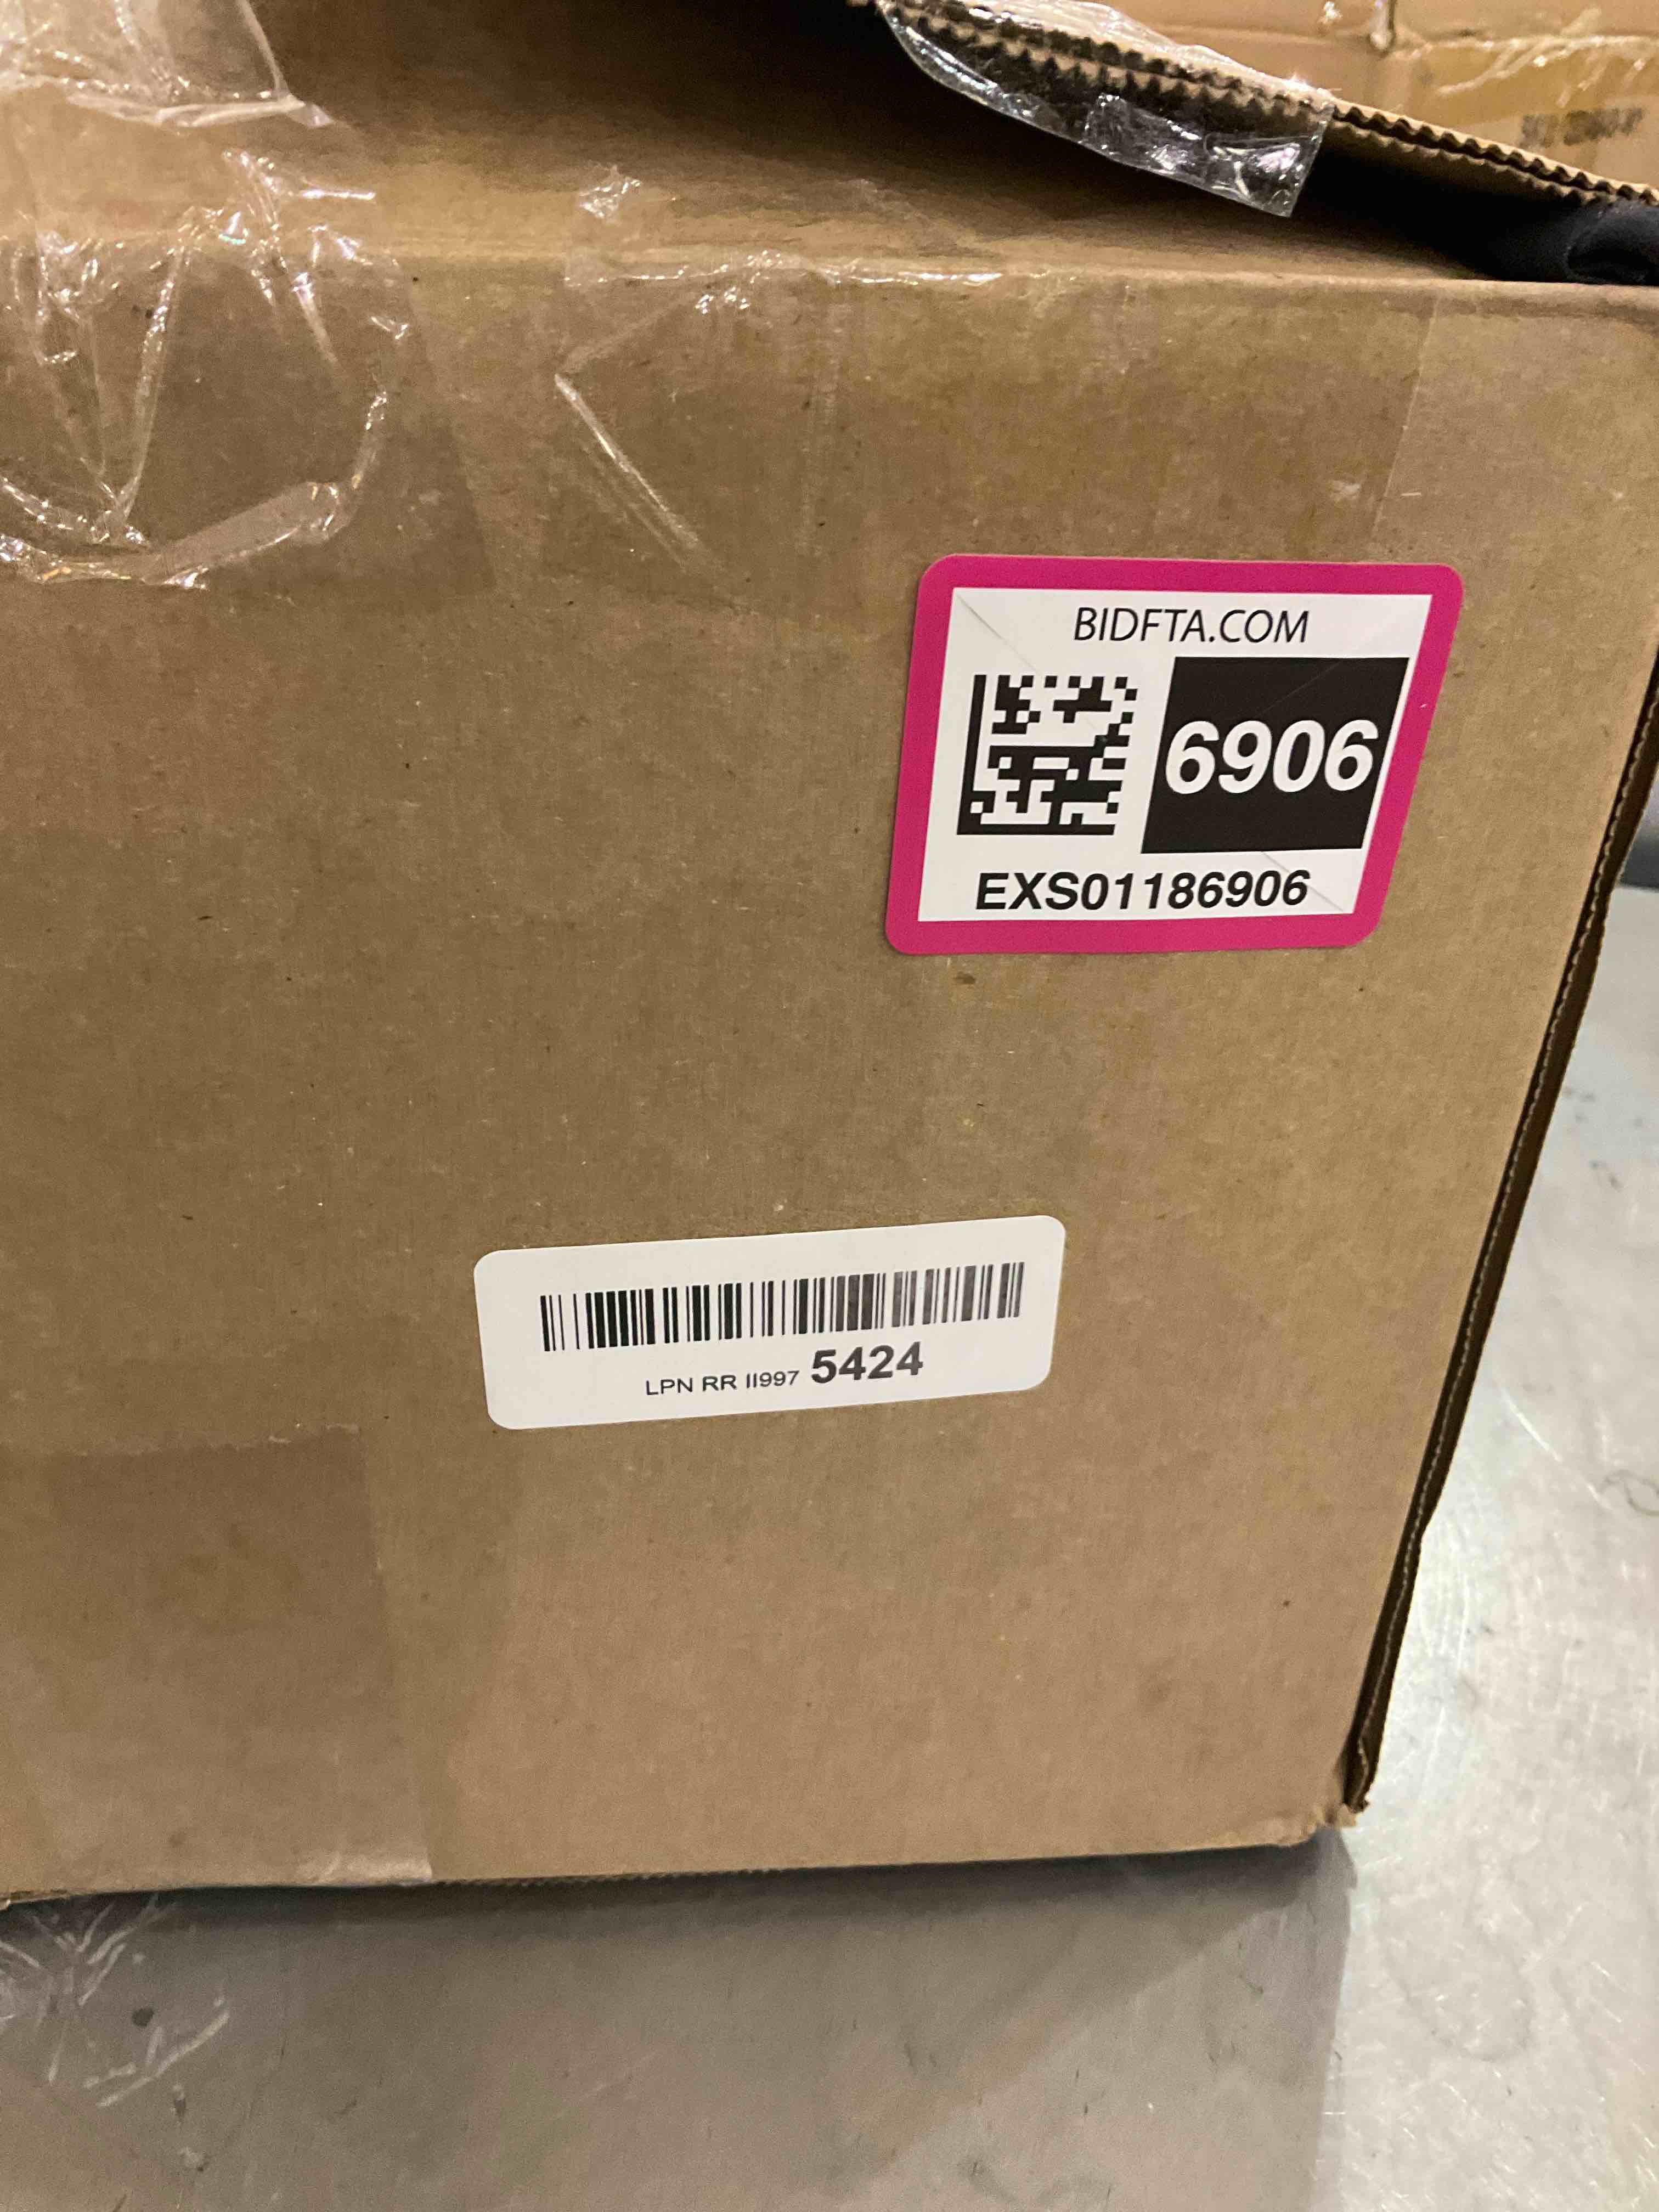 BIDFTA.COM
6906
EXS01186906
LPN RR II997 5424